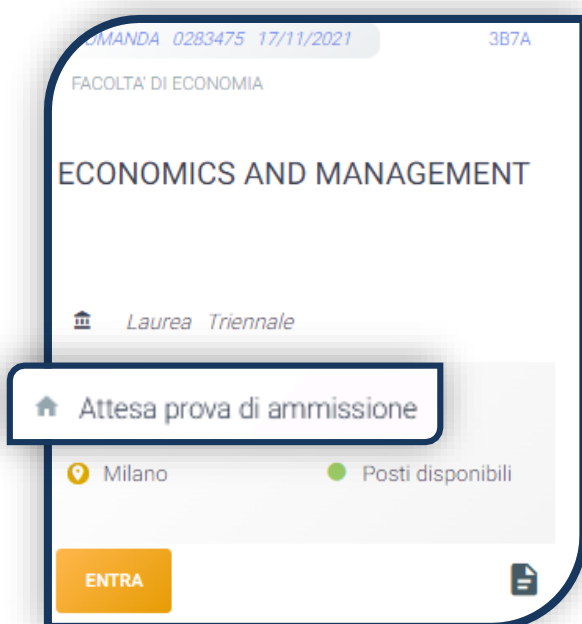 DOMANDA 0283475 17/11/2021 3B7A
FACOLTA' DI ECONOMIA
ECONOMICS AND MANAGEMENT
Laurea Triennale
Attesa prova di ammissione
Milano Posti disponibili
ENTRA